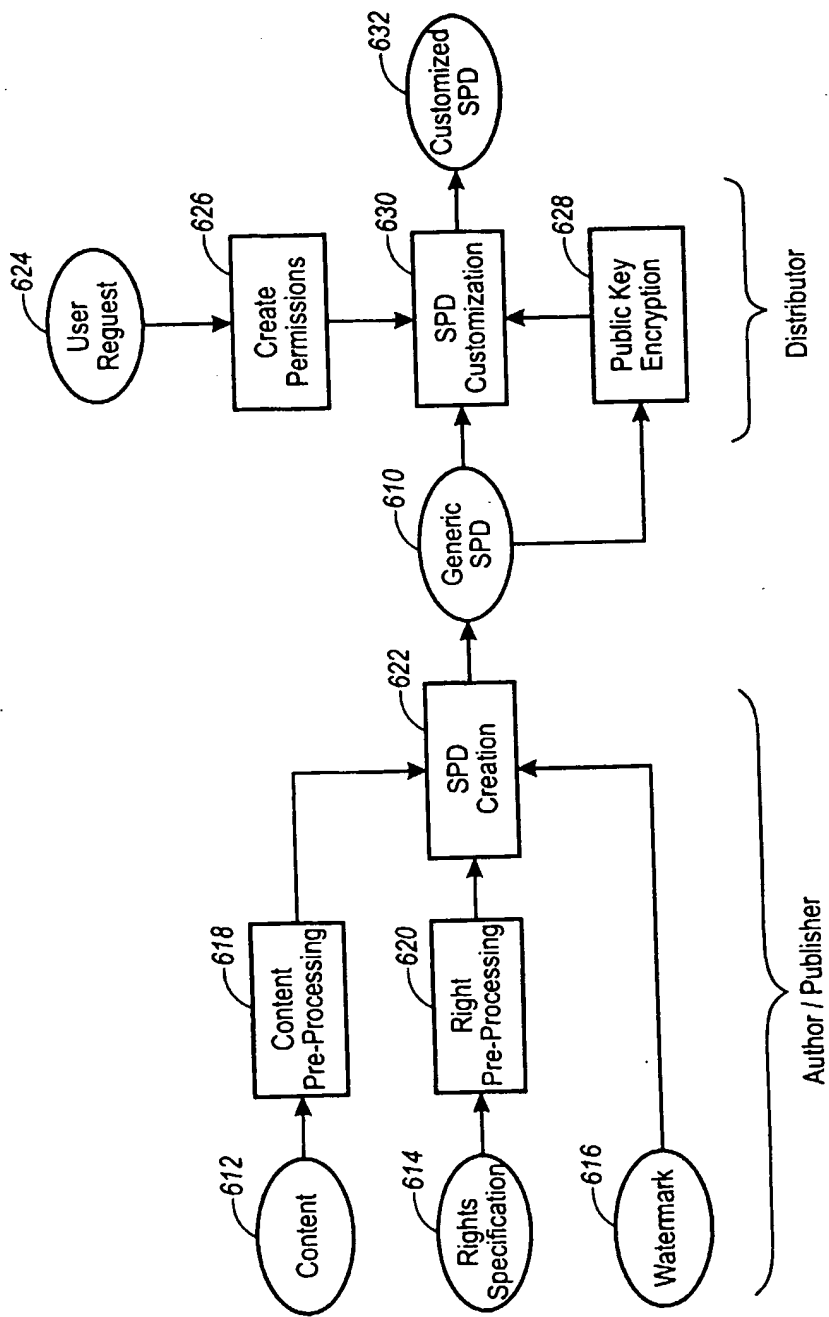 612
Content
618
Content
Pre-Processing
614
Rights
Specification
620
Right
Pre-Processing
616
Watermark
622
SPD
Creation
610
Generic
SPD
624
User
Reguest
626
Create
Permissions
630
SPD
Customization
628
Public Key
Encryption
632
Customized
SPD
Author / Publisher
Distributor